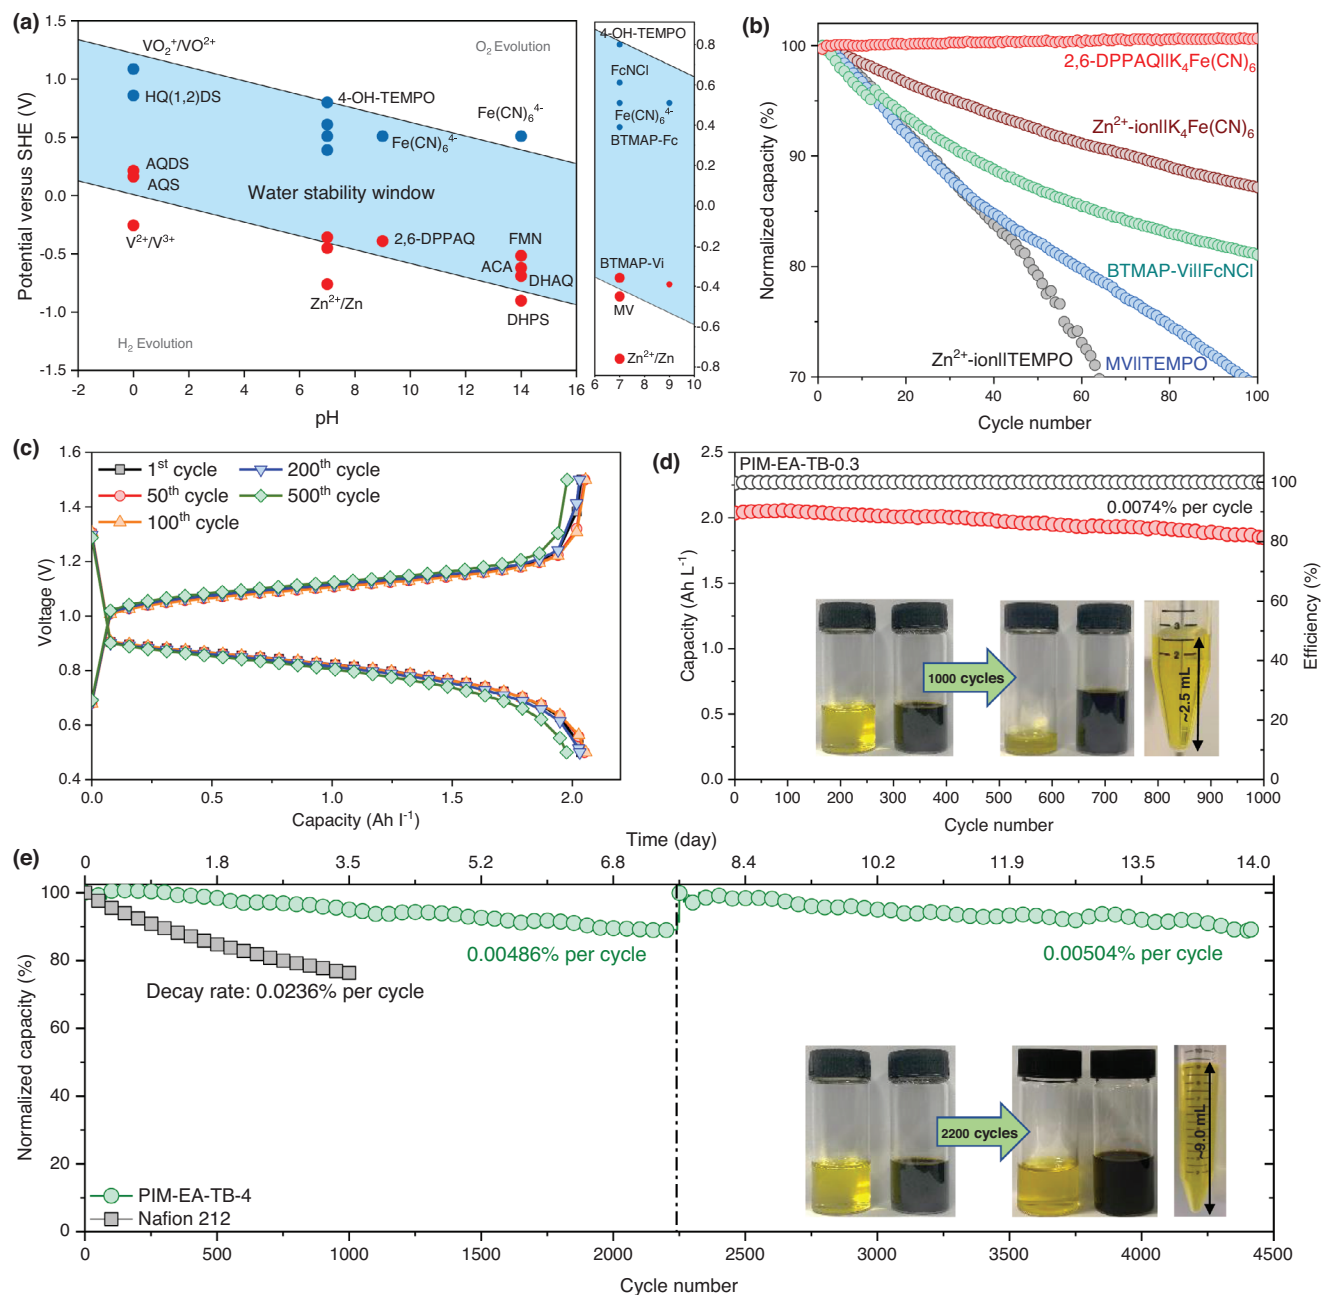 (a)
Potential versus SHE (V)
1.5
1.0
0.5
0.0
-0.5
-1.0
-1.5
VO₂⁺/VO²⁺
O₂ Evolution
HQ(1,2)DS
4-OH-TEMPO
Fe(CN)₆⁴⁻
Fe(CN)₆⁴⁻
AQDS
AQS
Water stability window
V²⁺/V³⁺
2,6-DPPAQ
FMN
ACA
DHAQ
Zn²⁺/Zn
DHPS
H₂ Evolution
-2 0 2 4 6 8 10 12 14 16
pH
4-OH-TEMPO
FcNCl
Fe(CN)₆⁴⁻
BTMAP-Fc
BTMAP-Vi
MV
Zn²⁺/Zn
0.8
0.6
0.4
0.2
0.0
-0.2
-0.4
-0.6
-0.8
6 7 8 9 10
(b)
Normalized capacity (%)
100
90
80
70
2,6-DPPAQ||K₄Fe(CN)₆
Zn²⁺-ion||K₄Fe(CN)₆
BTMAP-Vi||FcNCl
Zn²⁺-ion||TEMPO
MV||TEMPO
0 20 40 60 80 100
Cycle number
(c)
Voltage (V)
1.6
1.4
1.2
1.0
0.8
0.6
0.4
1ˢᵗ cycle
200ᵗʰ cycle
50ᵗʰ cycle
500ᵗʰ cycle
100ᵗʰ cycle
0.0 0.5 1.0 1.5 2.0
Capacity (Ah l⁻¹)
(d)
Capacity (Ah L⁻¹)
2.5
2.0
1.5
1.0
0.5
0.0
PIM-EA-TB-0.3
0.0074% per cycle
1000 cycles
3
2
~2.5 mL
100
80
60
40
20
0
Efficiency (%)
0 100 200 300 400 500 600 700 800 900 1000
Cycle number
(e)
Time (day)
0 1.8 3.5 5.2 6.8 8.4 10.2 11.9 13.5 14.0
Normalized capacity (%)
100
80
60
40
20
0
0.00486% per cycle
0.00504% per cycle
Decay rate: 0.0236% per cycle
2200 cycles
~9.0 mL
PIM-EA-TB-4
Nafion 212
0 500 1000 1500 2000 2500 3000 3500 4000 4500
Cycle number